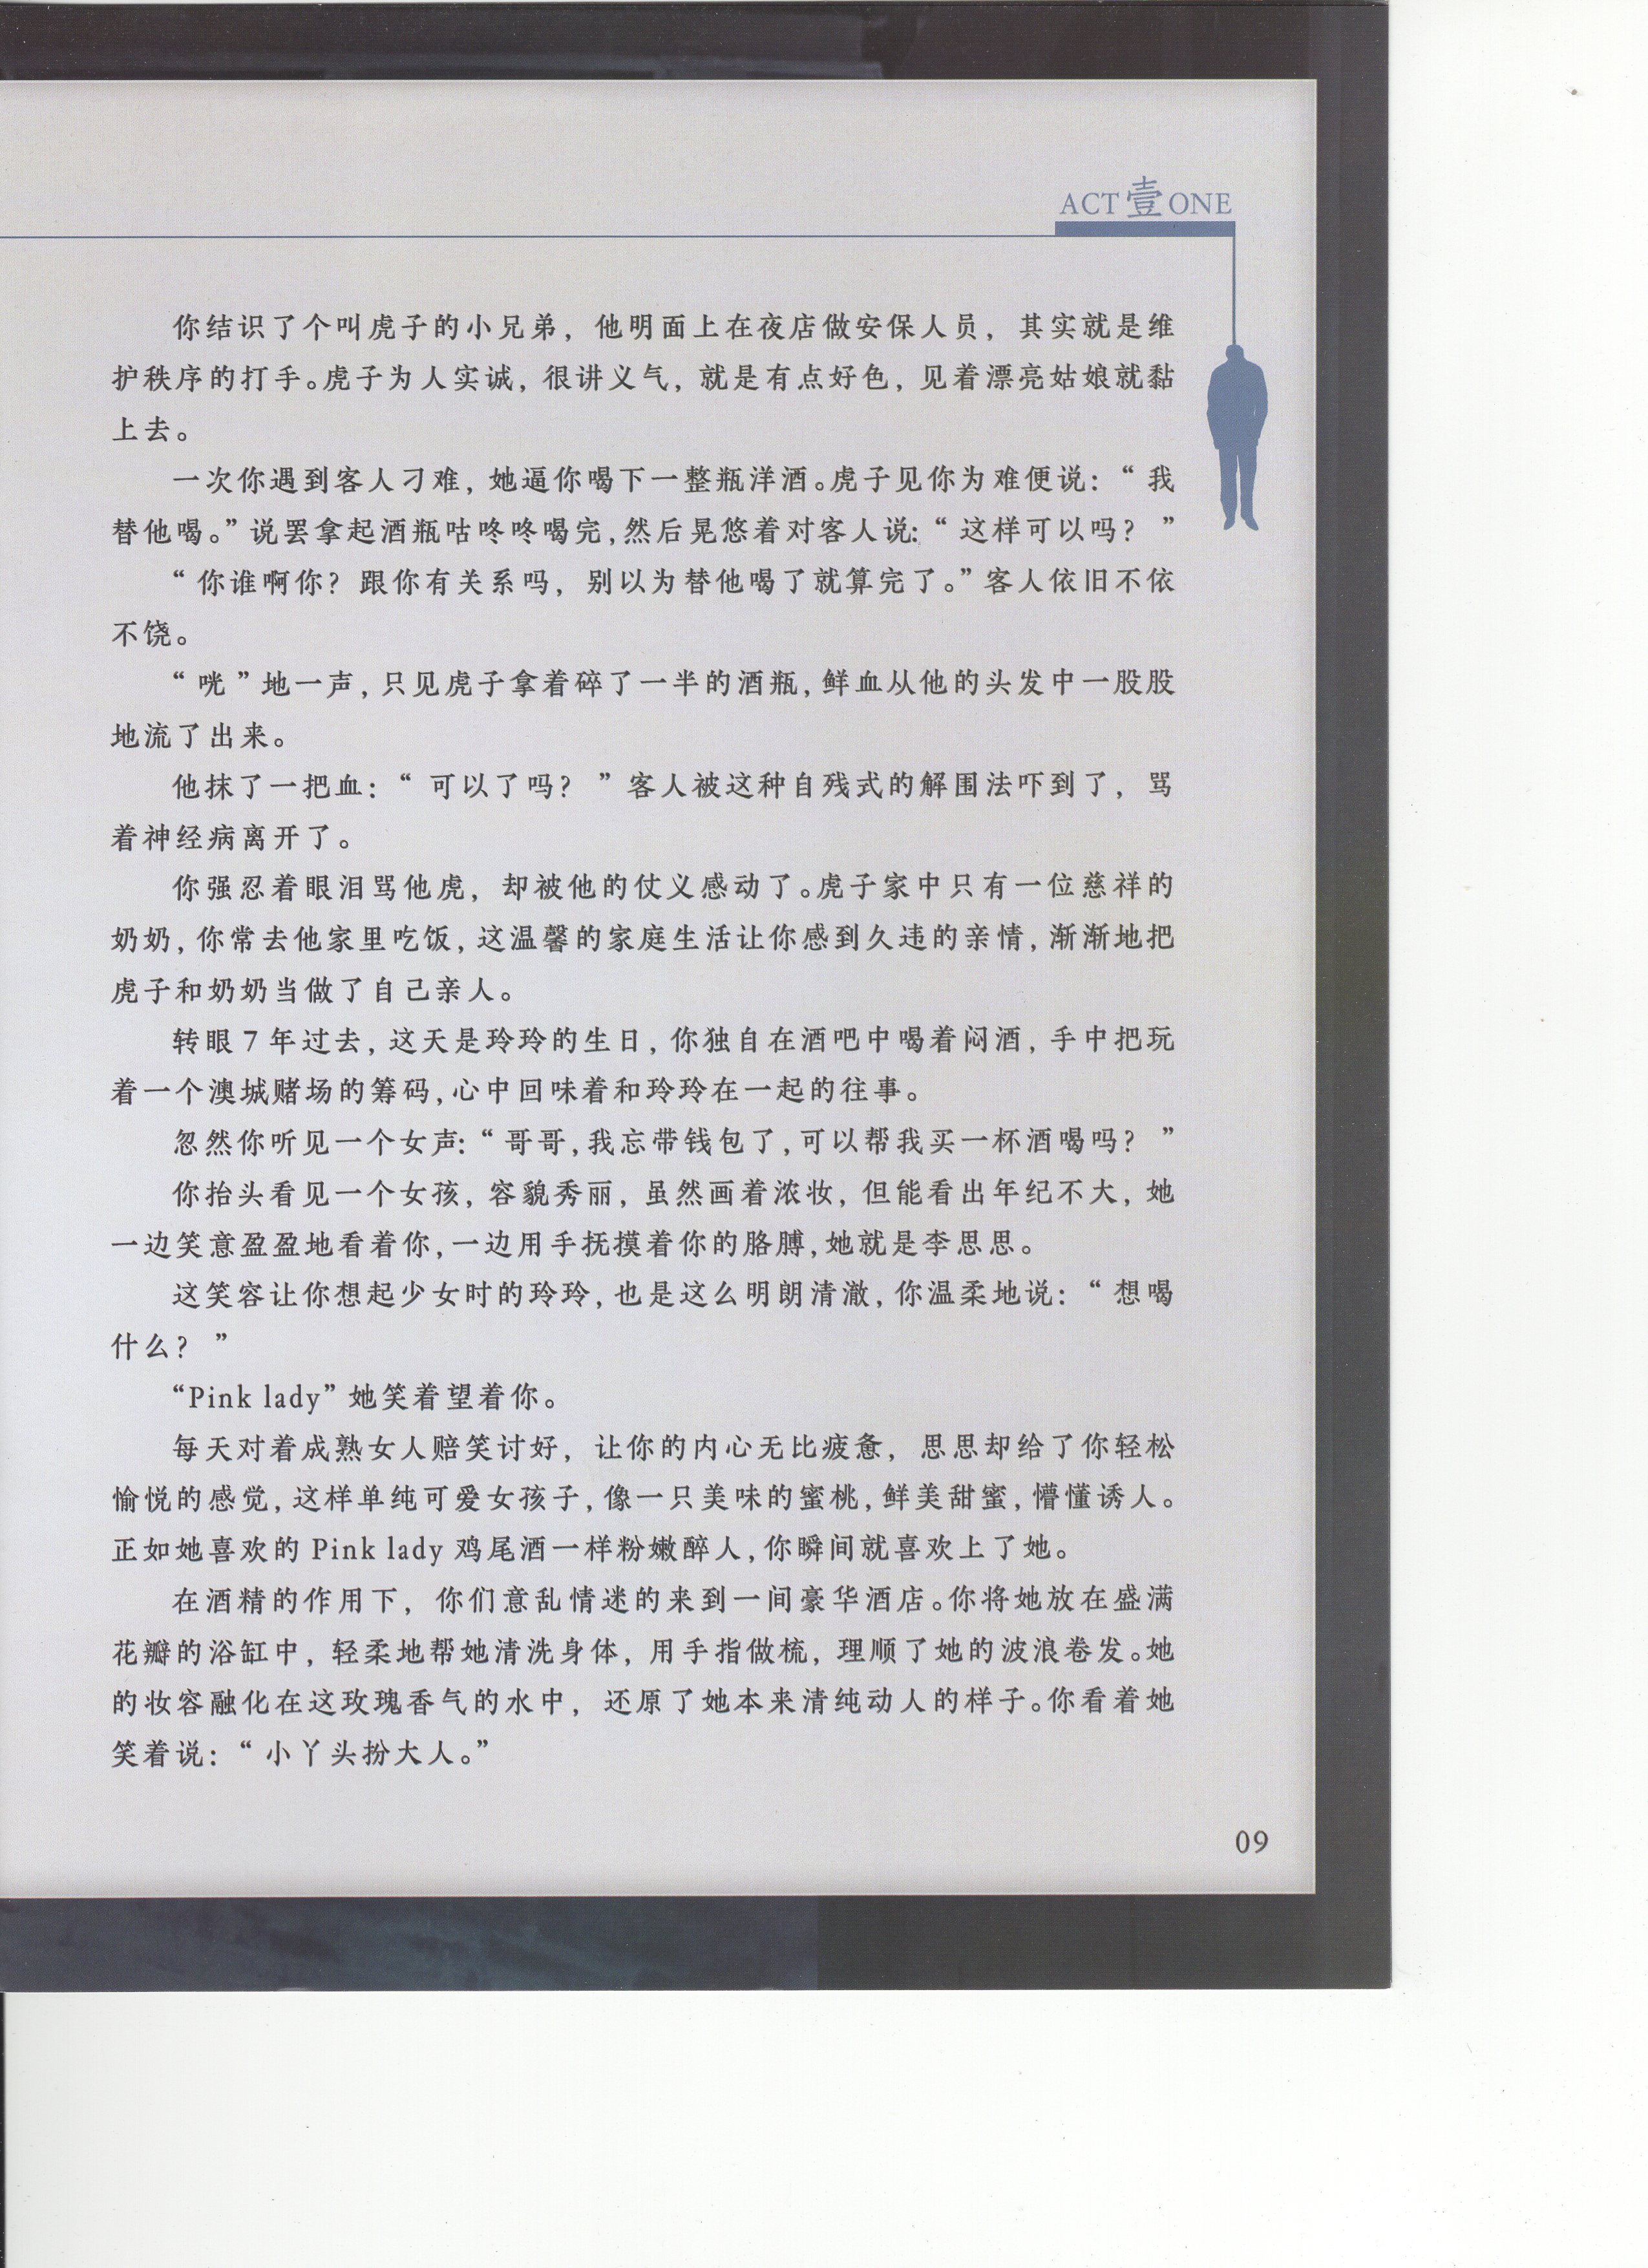 ACT 壹 ONE
你结识了个叫虎子的小兄弟，他明面上在夜店做安保人员，其实就是维
护秩序的打手。虎子为人实诚，很讲义气，就是有点好色，见着漂亮姑娘就黏
上去。
一次你遇到客人刁难，她逼你喝下一整瓶洋酒。虎子见你为难便说：“我
替他喝。”说罢拿起酒瓶咕咚咚喝完，然后晃悠着对客人说：“这样可以吗？”
“你谁啊你？跟你有关系吗，别以为替他喝了就算完了。”客人依旧不依
不饶。
“咣”地一声，只见虎子拿着碎了一半的酒瓶，鲜血从他的头发中一股股
地流了出来。
他抹了一把血：“可以了吗？”客人被这种自残式的解围法吓到了，骂
着神经病离开了。
你强忍着眼泪骂他虎，却被他的仗义感动了。虎子家中只有一位慈祥的
奶奶，你常去他家里吃饭，这温馨的家庭生活让你感到久违的亲情，渐渐地把
虎子和奶奶当做了自己亲人。
转眼 7 年过去，这天是玲玲的生日，你独自在酒吧中喝着闷酒，手中把玩
着一个澳城赌场的筹码，心中回味着和玲玲在一起的往事。
忽然你听见一个女声：“哥哥，我忘带钱包了，可以帮我买一杯酒喝吗？”
你抬头看见一个女孩，容貌秀丽，虽然画着浓妆，但能看出年纪不大，她
一边笑意盈盈地看着你，一边用手抚摸着你的胳膊，她就是李思思。
这笑容让你想起少女时的玲玲，也是这么明朗清澈，你温柔地说：“想喝
什么？”
“Pink lady”她笑着望着你。
每天对着成熟女人赔笑讨好，让你的内心无比疲惫，思思却给了你轻松
愉悦的感觉，这样单纯可爱女孩子，像一只美味的蜜桃，鲜美甜蜜，懵懂诱人。
正如她喜欢的 Pink lady 鸡尾酒一样粉嫩醉人，你瞬间就喜欢上了她。
在酒精的作用下，你们意乱情迷的来到一间豪华酒店。你将她放在盛满
花瓣的浴缸中，轻柔地帮她清洗身体，用手指做梳，理顺了她的波浪卷发。她
的妆容融化在这玫瑰香气的水中，还原了她本来清纯动人的样子。你看着她
笑着说：“小丫头扮大人。”
09